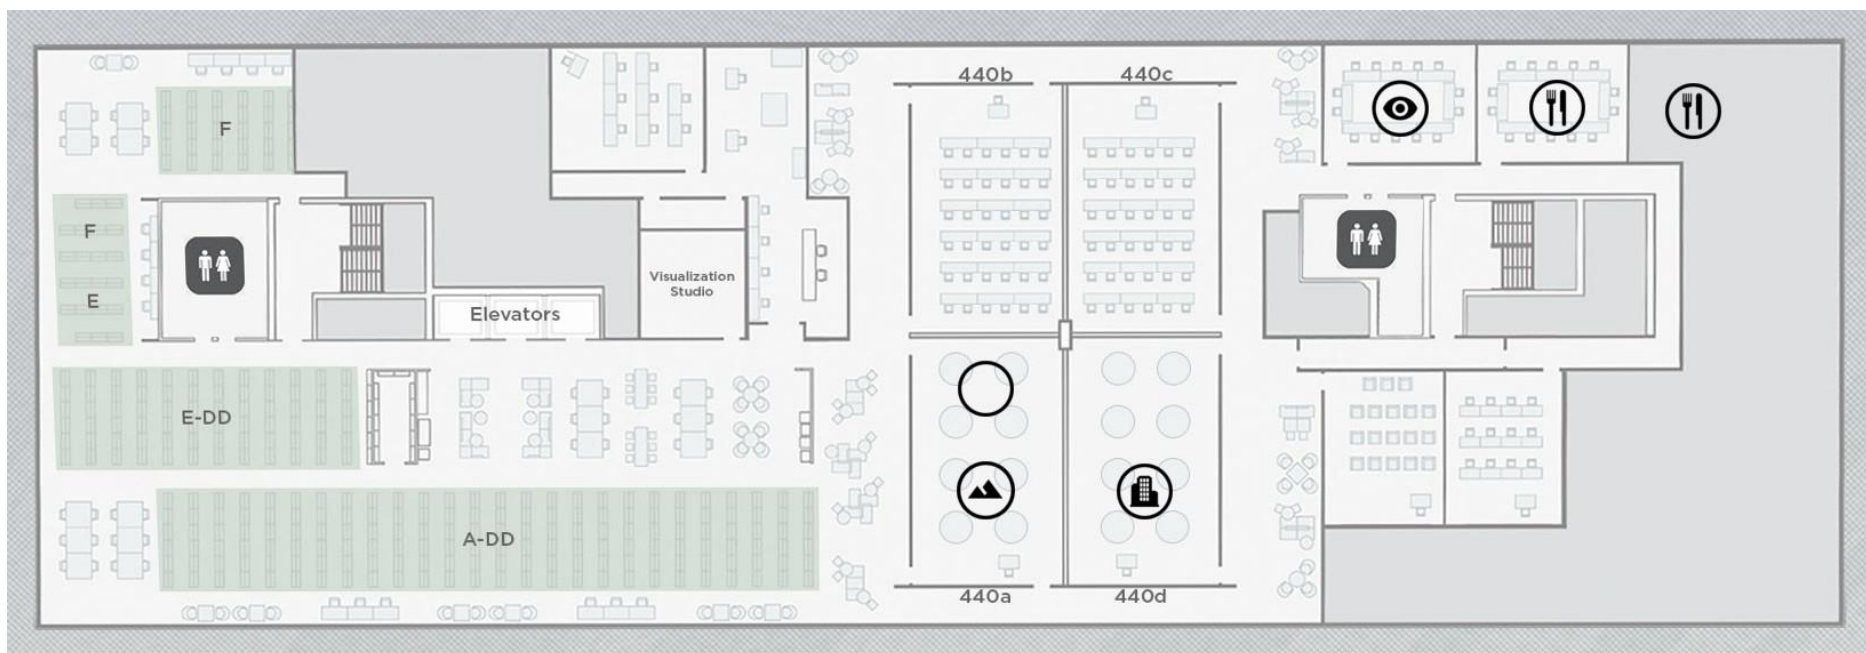 440b
440c
F
F
E
Visualization
Studio
Elevators
E-DD
A-DD
440a
440d